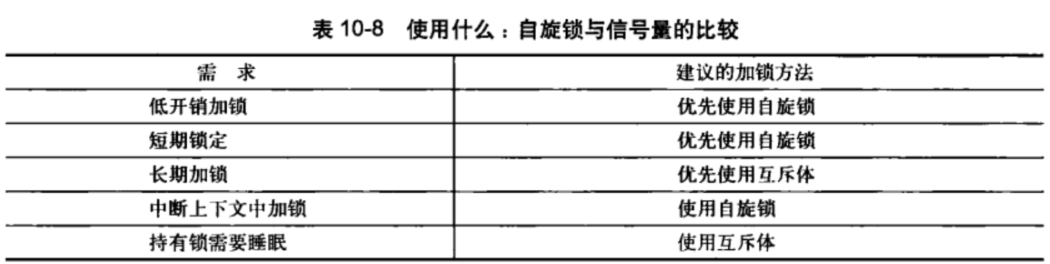 表 10-8 使用什么：自旋锁与信号量的比较
需 求 建议的加锁方法
低开销加锁 优先使用自旋锁
短期锁定 优先使用自旋锁
长期加锁 优先使用互斥体
中断上下文中加锁 使用自旋锁
持有锁需要睡眠 使用互斥体